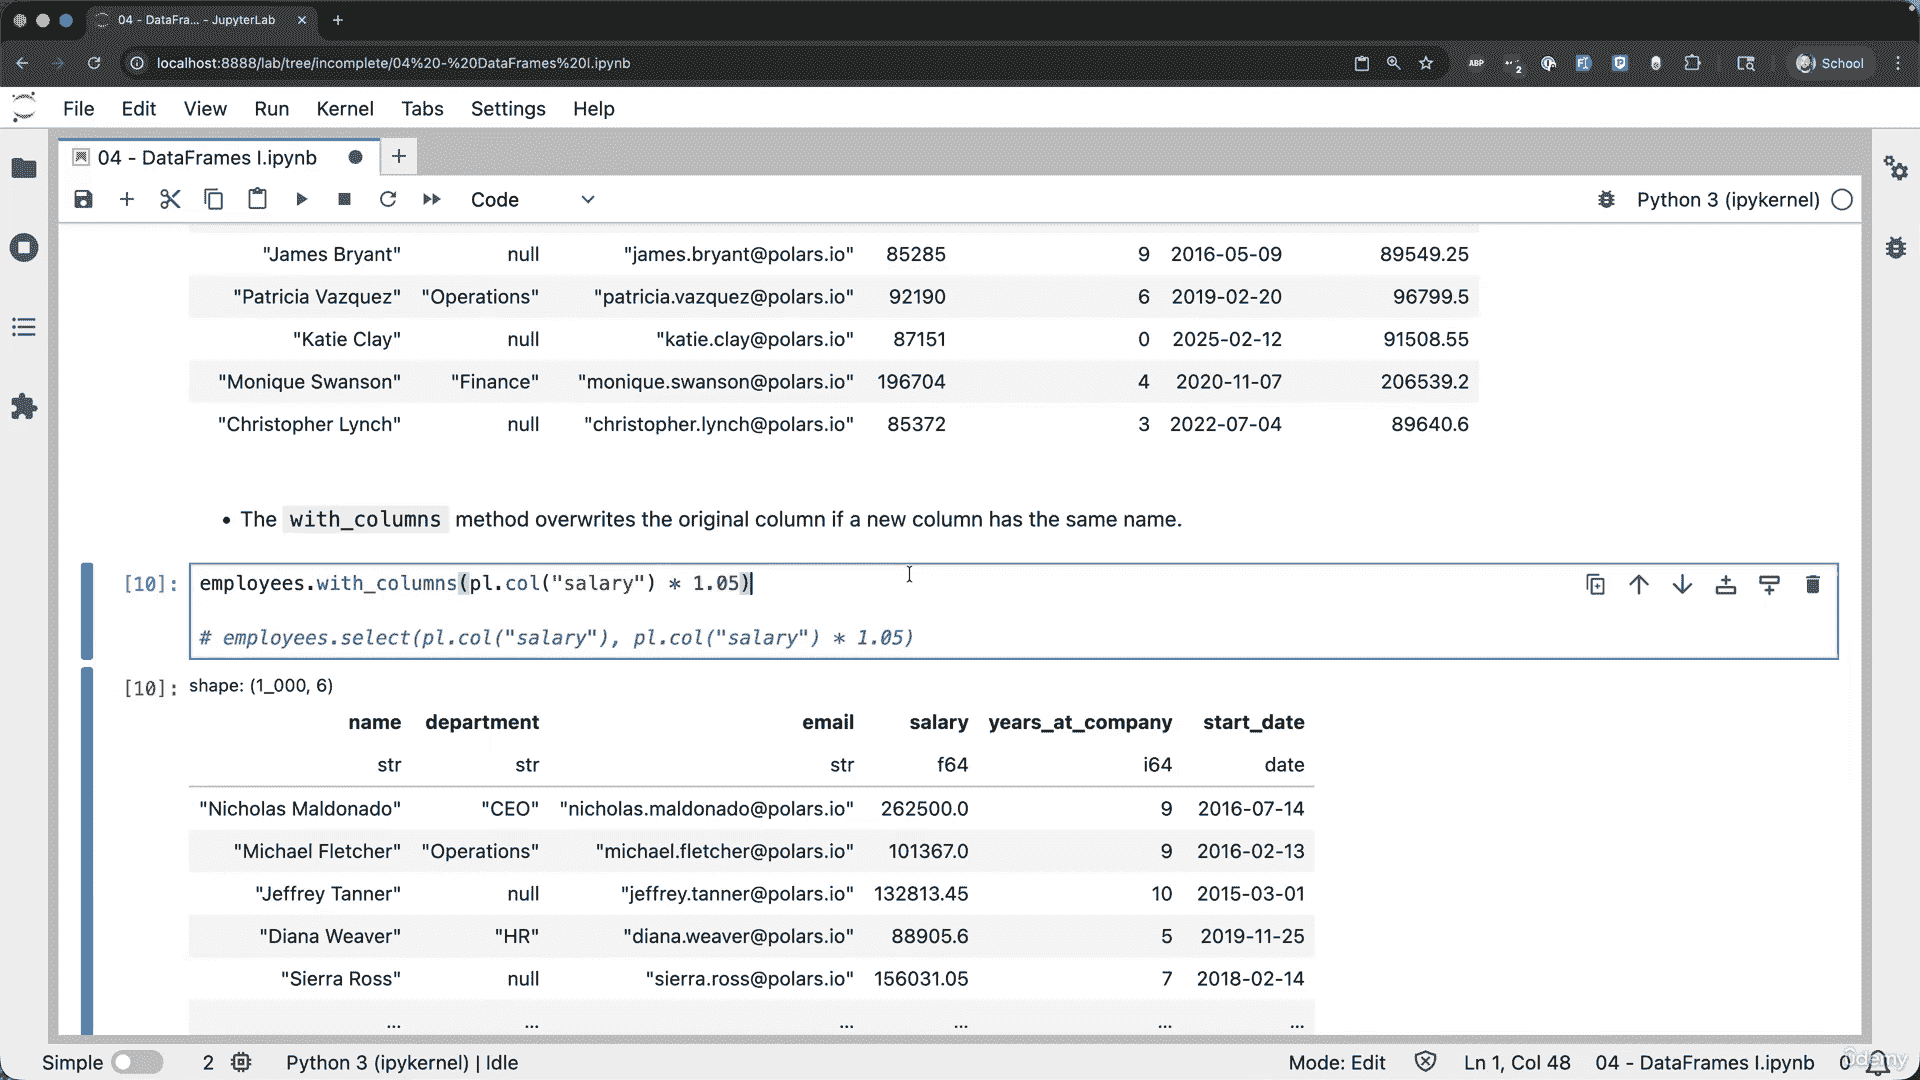 04 - DataFra... - JupyterLab
localhost:8888/lab/tree/incomplete/04%20-%20DataFrames%20I.ipynb
ABP
2
School
File Edit View Run Kernel Tabs Settings Help
04 - DataFrames I.ipynb
Code
Python 3 (ipykernel)
"James Bryant" null "james.bryant@polars.io" 85285 9 2016-05-09 89549.25
"Patricia Vazquez" "Operations" "patricia.vazquez@polars.io" 92190 6 2019-02-20 96799.5
"Katie Clay" null "katie.clay@polars.io" 87151 0 2025-02-12 91508.55
"Monique Swanson" "Finance" "monique.swanson@polars.io" 196704 4 2020-11-07 206539.2
"Christopher Lynch" null "christopher.lynch@polars.io" 85372 3 2022-07-04 89640.6
• The with_columns method overwrites the original column if a new column has the same name.
[10]: employees.with_columns(pl.col("salary") * 1.05)
# employees.select(pl.col("salary"), pl.col("salary") * 1.05)
[10]: shape: (1_000, 6)
name department email salary years_at_company start_date
str str str f64 i64 date
"Nicholas Maldonado" "CEO" "nicholas.maldonado@polars.io" 262500.0 9 2016-07-14
"Michael Fletcher" "Operations" "michael.fletcher@polars.io" 101367.0 9 2016-02-13
"Jeffrey Tanner" null "jeffrey.tanner@polars.io" 132813.45 10 2015-03-01
"Diana Weaver" "HR" "diana.weaver@polars.io" 88905.6 5 2019-11-25
"Sierra Ross" null "sierra.ross@polars.io" 156031.05 7 2018-02-14
... ... ... ... ... ...
Simple 2 Python 3 (ipykernel) | Idle Mode: Edit Ln 1, Col 48 04 - DataFrames I.ipynb 0
udemy